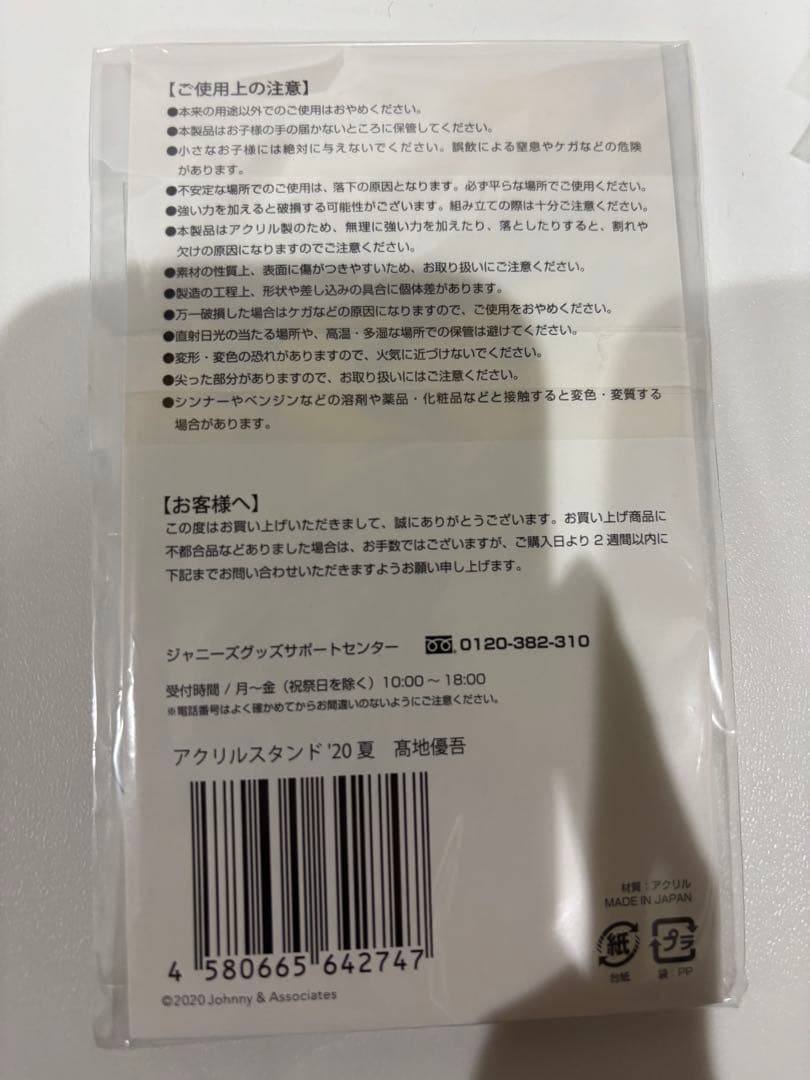 【ご使用上の注意】
●本来の用途以外でのご使用はおやめください。
●本製品はお子様の手の届かないところに保管してください。
●小さなお子様には絶対に与えないでください。誤飲による窒息やケガなどの危険
があります。
●不安定な場所でのご使用は、落下の原因となります。必ず平らな場所でご使用ください。
●強い力を加えると破損する可能性がございます。組み立ての際は十分ご注意ください。
●本製品はアクリル製のため、無理に強い力を加えたり、落としたりすると、割れや
欠けの原因になりますのでご注意ください。
●素材の性質上、表面に傷がつきやすいため、お取り扱いにご注意ください。
●製造の工程上、形状や差し込みの具合に個体差があります。
●万一破損した場合はケガなどの原因になりますので、ご使用をおやめください。
●直射日光の当たる場所や、高温・多湿な場所での保管は避けてください。
●変形・変色の恐れがありますので、火気に近づけないでください。
●尖った部分がありますので、お取り扱いにはご注意ください。
●シンナーやベンジンなどの溶剤や薬品・化粧品などと接触すると変色・変質する
場合があります。
【お客様へ】
この度はお買い上げいただきまして、誠にありがとうございます。お買い上げ商品に
不都合品などありました場合は、お手数ではございますが、ご購入日より2週間以内に
下記までお問い合わせいただきますようお願い申し上げます。
ジャニーズグッズサポートセンター 0120-382-310
受付時間 / 月〜金（祝祭日を除く）10:00〜18:00
※電話番号はよく確かめてからお間違いのないようにご注意ください。
アクリルスタンド '20 夏 髙地優吾
4 580665 642747
©2020 Johnny & Associates
材質：アクリル
MADE IN JAPAN
紙 プラ
台紙 袋：PP